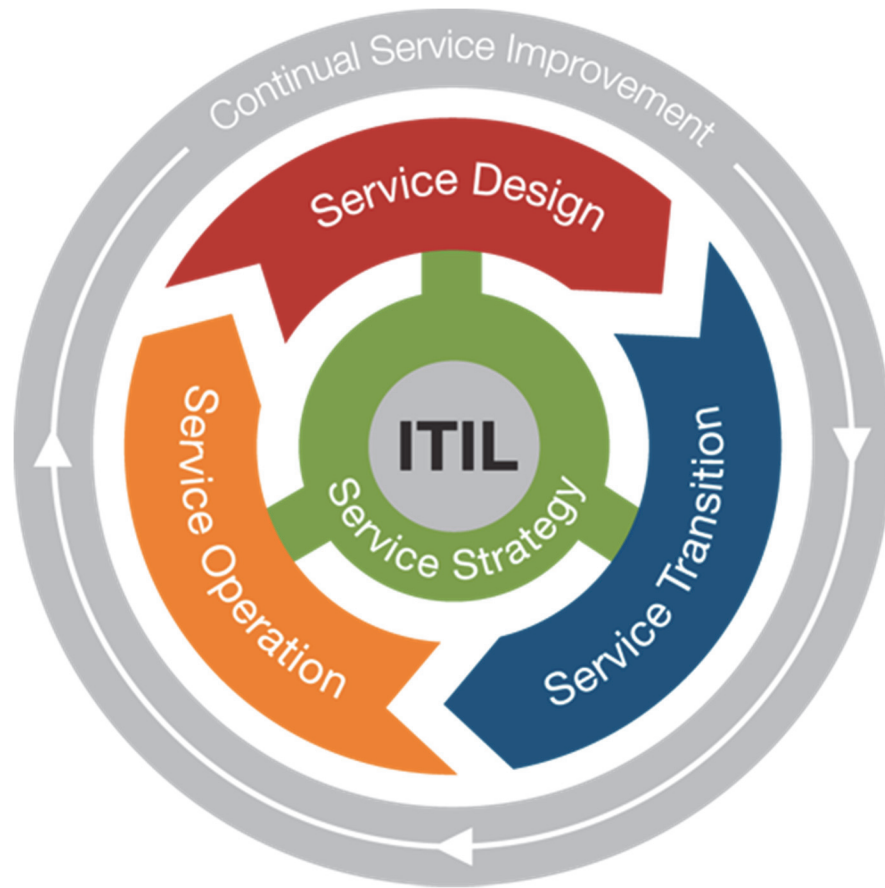 Continual Service Improvement
Service Design
Service Transition
Service Operation
ITIL
Service Strategy